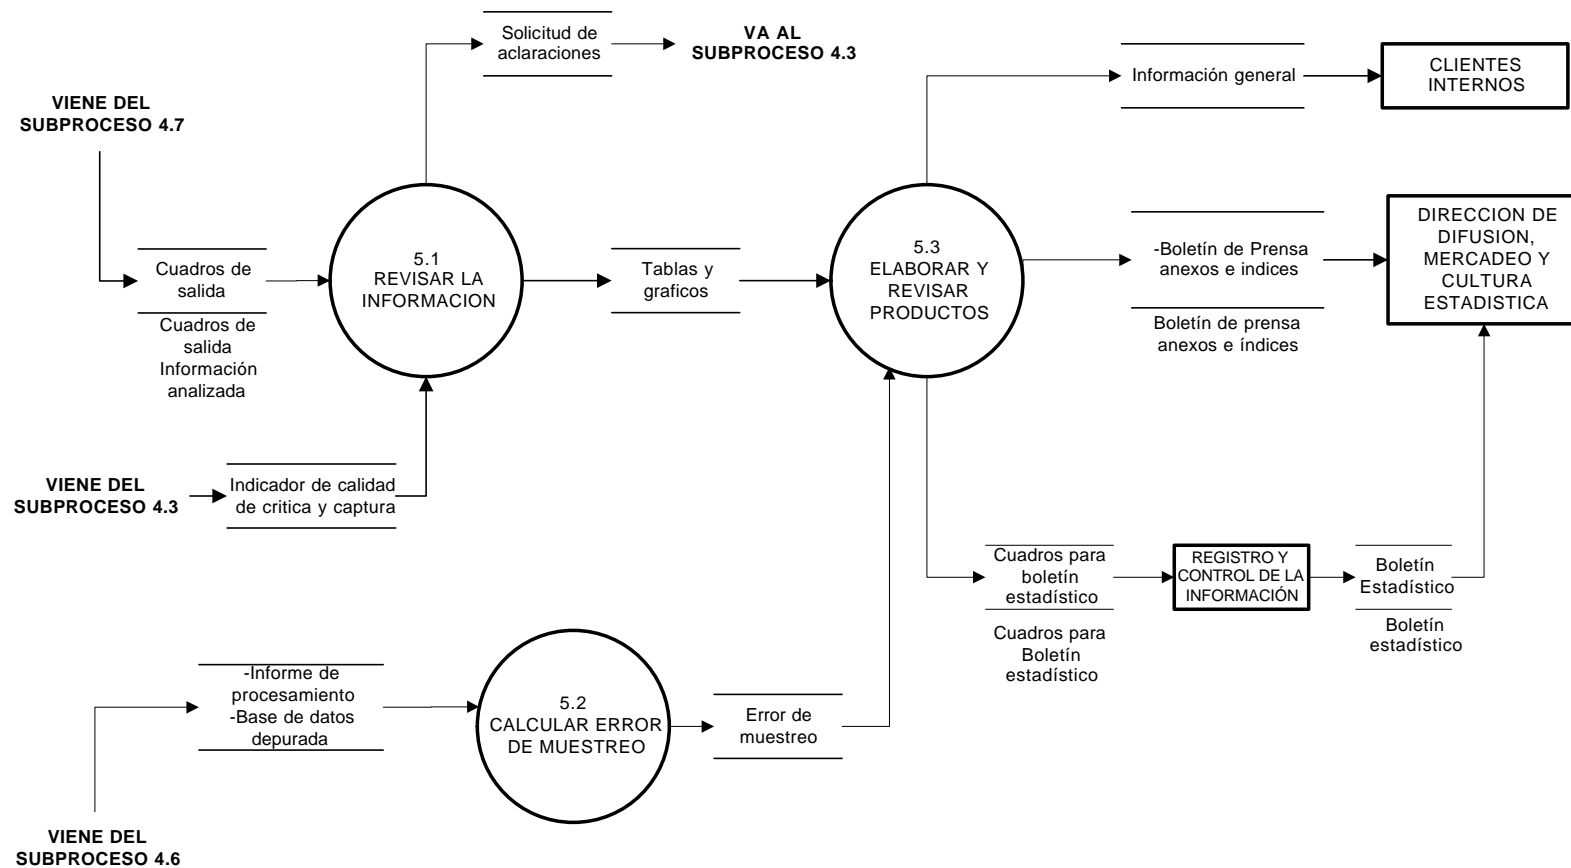 Solicitud de
aclaraciones
VA AL
SUBPROCESO 4.3
Información general
CLIENTES
INTERNOS
VIENE DEL
SUBPROCESO 4.7
Cuadros de
salida
Cuadros de
salida
Información
analizada
5.1
REVISAR LA
INFORMACION
Tablas y
graficos
5.3
ELABORAR Y
REVISAR
PRODUCTOS
-Boletín de Prensa
anexos e indices
Boletín de prensa
anexos e índices
DIRECCION DE
DIFUSION,
MERCADEO Y
CULTURA
ESTADISTICA
VIENE DEL
SUBPROCESO 4.3
Indicador de calidad
de critica y captura
Cuadros para
boletín
estadístico
Cuadros para
Boletín
estadístico
REGISTRO Y
CONTROL DE LA
INFORMACIÓN
Boletín
Estadístico
Boletín
estadístico
-Informe de
procesamiento
-Base de datos
depurada
5.2
CALCULAR ERROR
DE MUESTREO
Error de
muestreo
VIENE DEL
SUBPROCESO 4.6